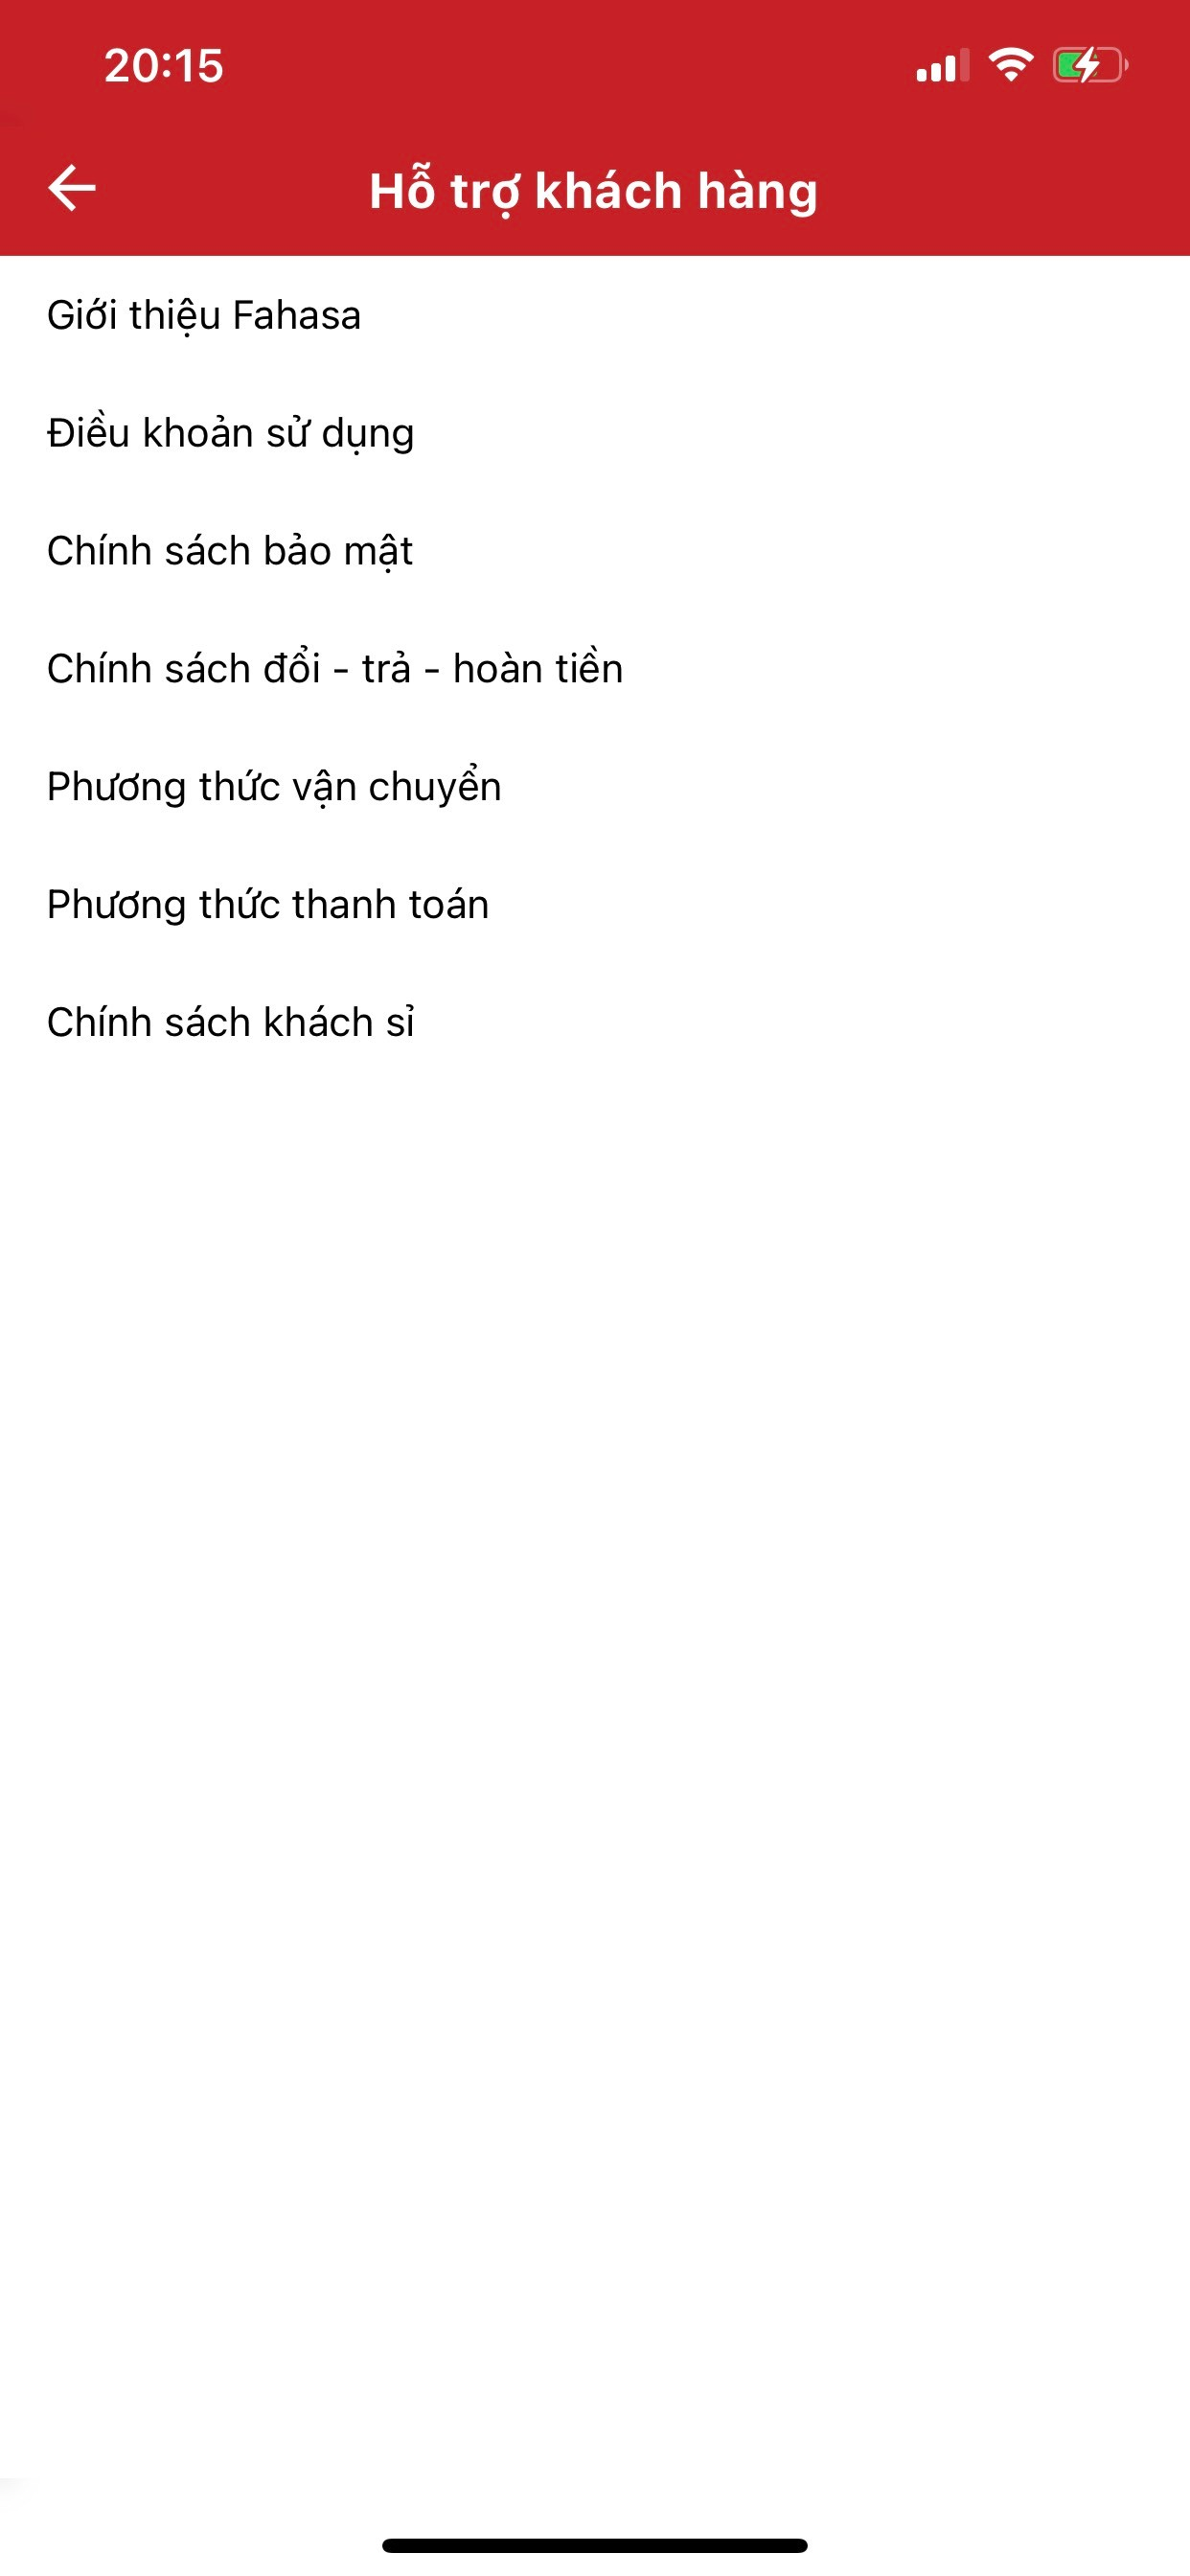 20:15
Hỗ trợ khách hàng
Giới thiệu Fahasa
Điều khoản sử dụng
Chính sách bảo mật
Chính sách đổi - trả - hoàn tiền
Phương thức vận chuyển
Phương thức thanh toán
Chính sách khách sỉ